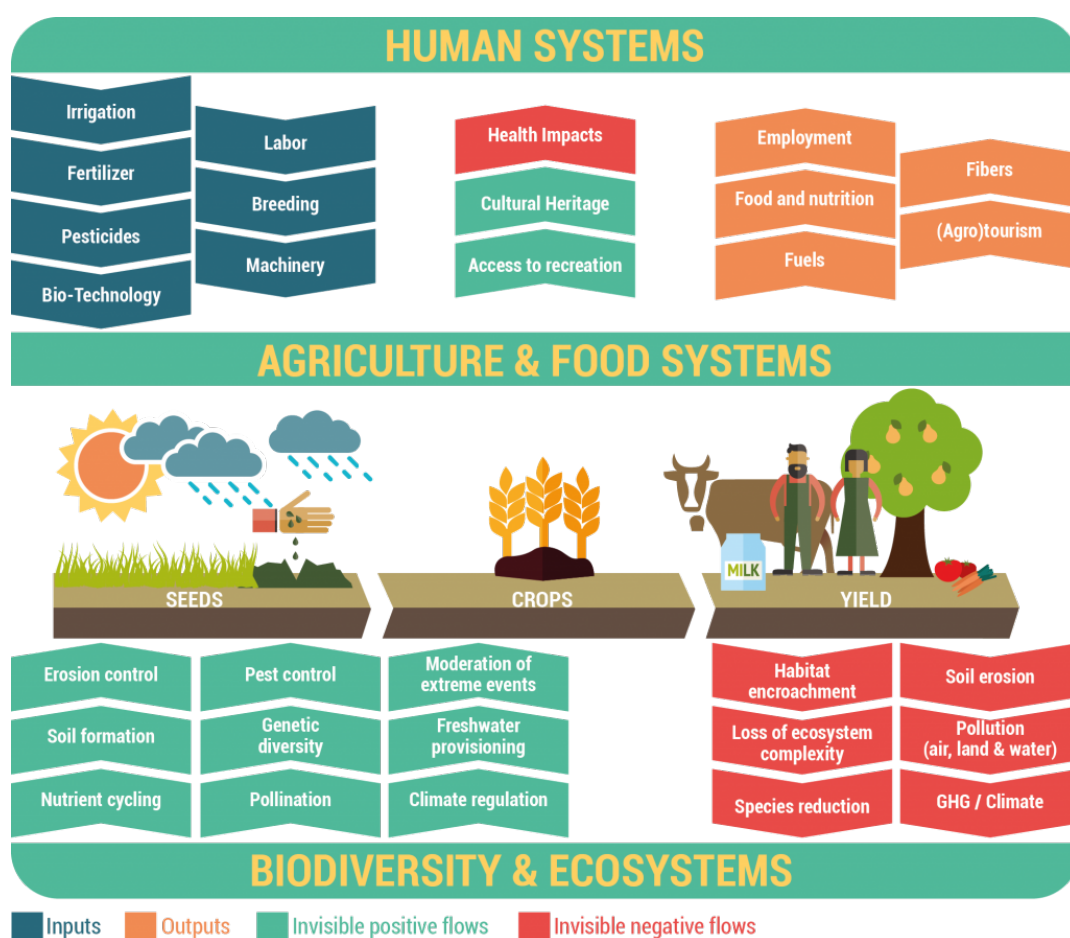 HUMAN SYSTEMS
Irrigation
Fertilizer
Pesticides
Bio-Technology
Labor
Breeding
Machinery
Health Impacts
Cultural Heritage
Access to recreation
Employment
Food and nutrition
Fuels
Fibers
(Agro)tourism
AGRICULTURE & FOOD SYSTEMS
MILK
SEEDS
CROPS
YIELD
Erosion control
Soil formation
Nutrient cycling
Pest control
Genetic
diversity
Pollination
Moderation of
extreme events
Freshwater
provisioning
Climate regulation
Habitat
encroachment
Loss of ecosystem
complexity
Species reduction
Soil erosion
Pollution
(air, land & water)
GHG / Climate
BIODIVERSITY & ECOSYSTEMS
Inputs
Outputs
Invisible positive flows
Invisible negative flows